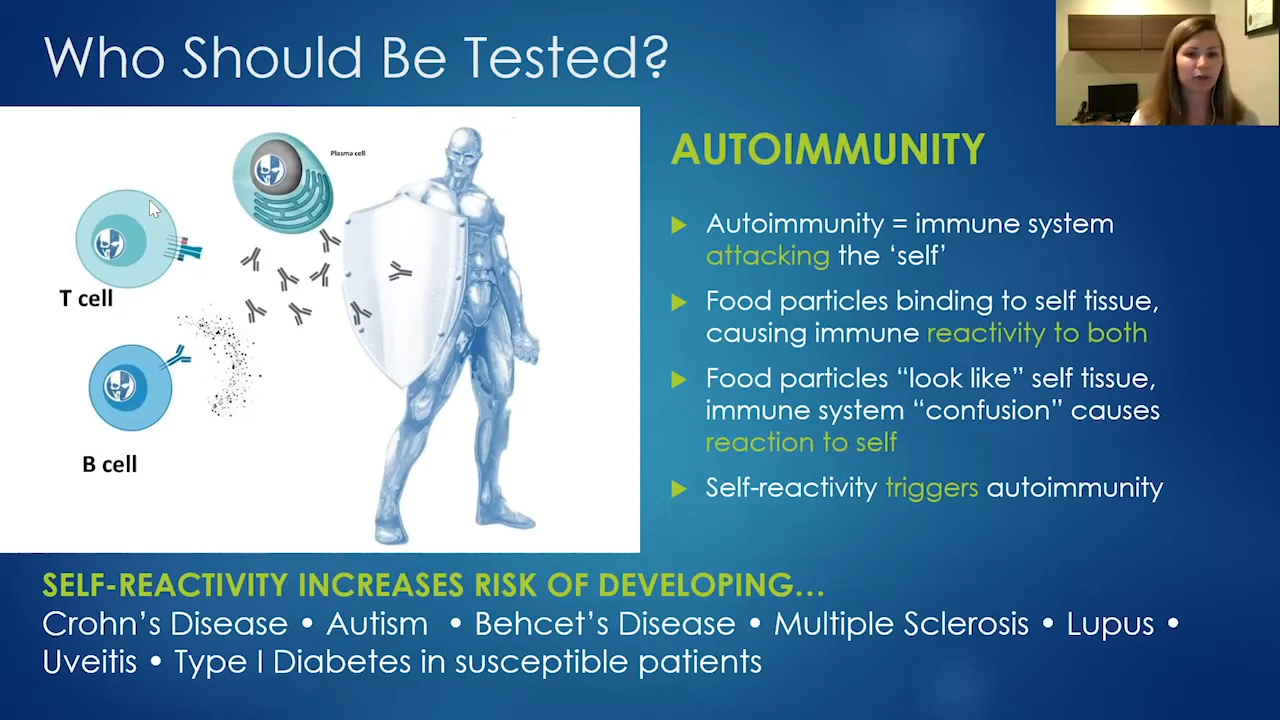 Who Should Be Tested?
Plasma cell
T cell
B cell
AUTOIMMUNITY
Autoimmunity = immune system
attacking the ‘self’
Food particles binding to self tissue,
causing immune reactivity to both
Food particles “look like” self tissue,
immune system “confusion” causes
reaction to self
Self-reactivity triggers autoimmunity
SELF-REACTIVITY INCREASES RISK OF DEVELOPING…
Crohn’s Disease • Autism • Behcet’s Disease • Multiple Sclerosis • Lupus •
Uveitis • Type I Diabetes in susceptible patients